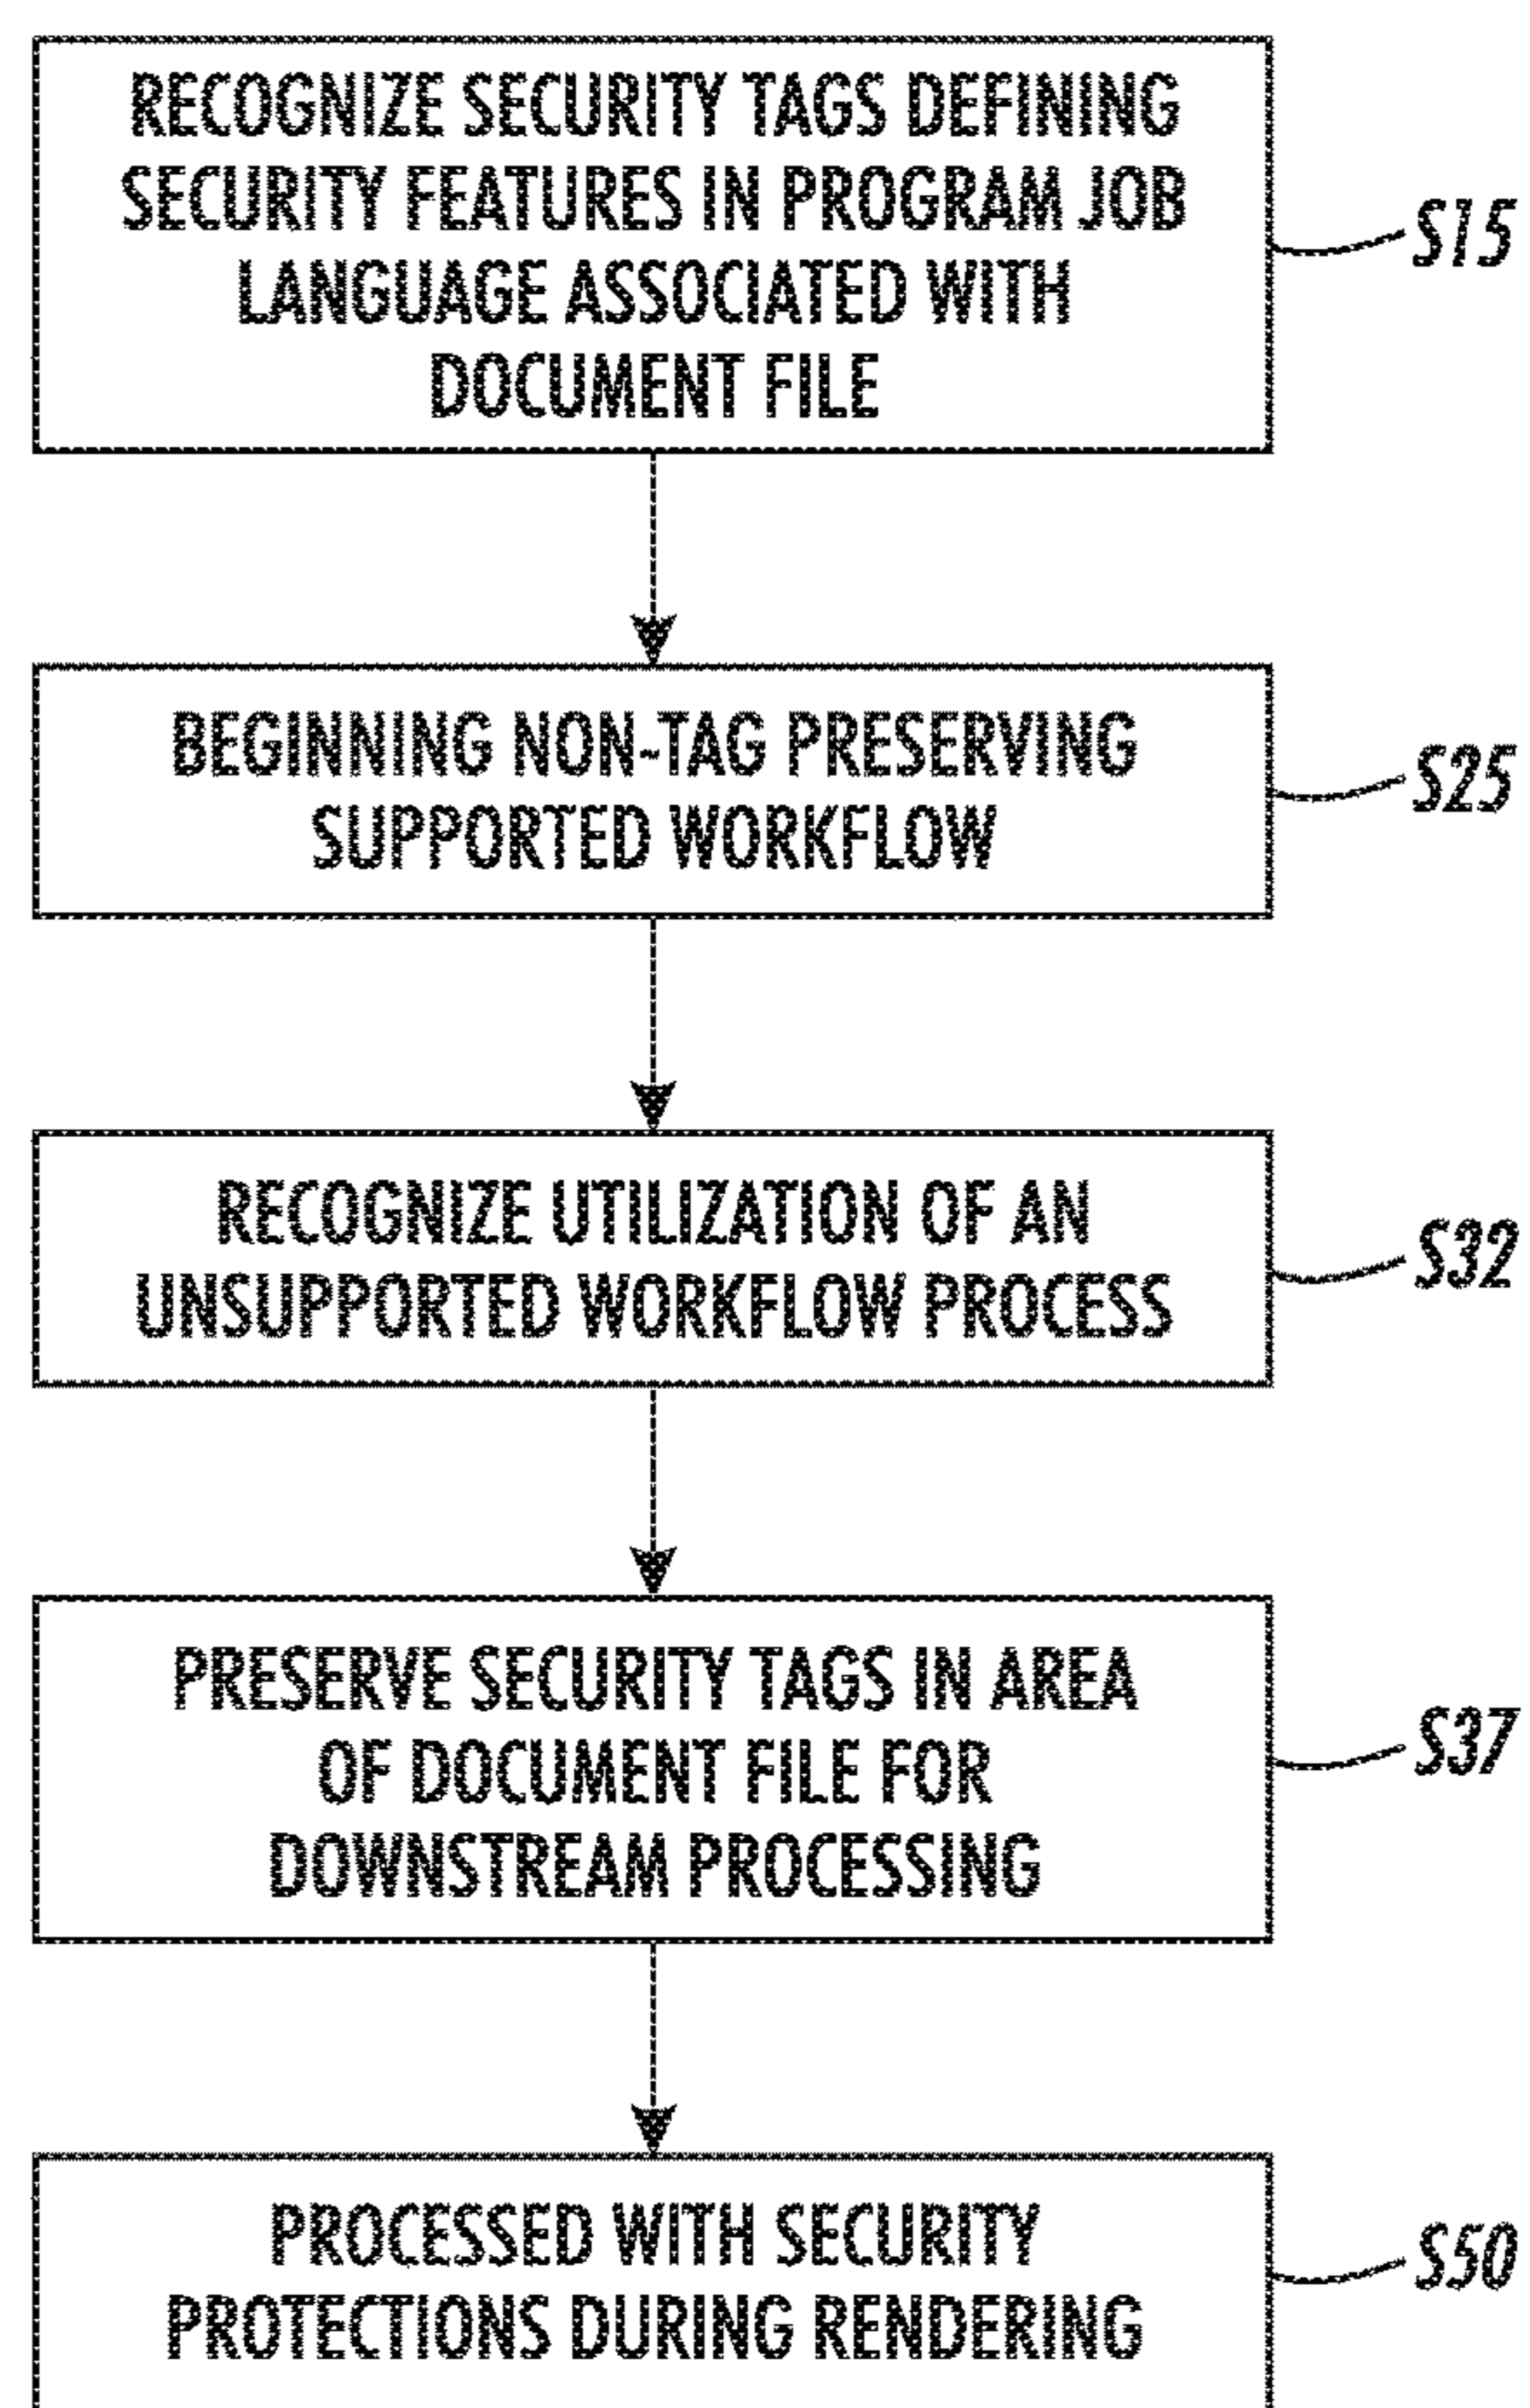 RECOGNIZE SECURITY TAGS DEFINING
SECURITY FEATURES IN PROGRAM JOB
LANGUAGE ASSOCIATED WITH
DOCUMENT FILE
S15
BEGINNING NON-TAG PRESERVING
SUPPORTED WORKFLOW
S25
RECOGNIZE UTILIZATION OF AN
UNSUPPORTED WORKFLOW PROCESS
S32
PRESERVE SECURITY TAGS IN AREA
OF DOCUMENT FILE FOR
DOWNSTREAM PROCESSING
S37
PROCESSED WITH SECURITY
PROTECTIONS DURING RENDERING
S50